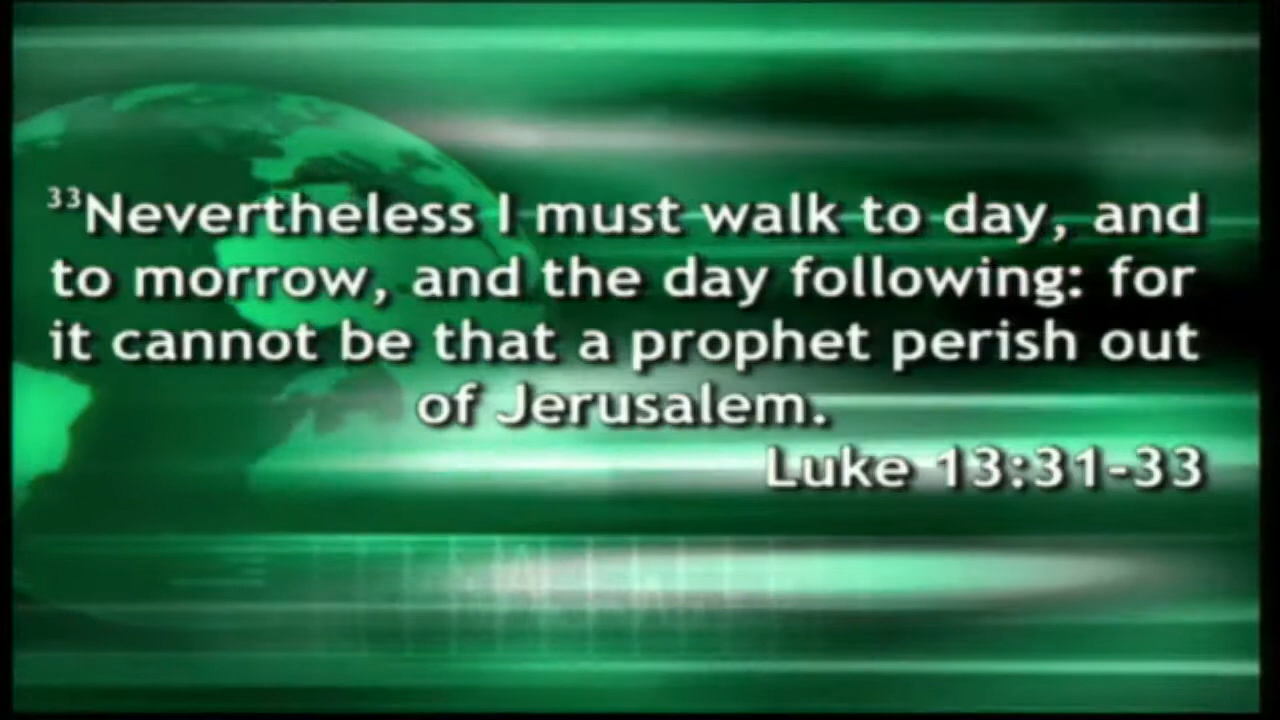 ³³Nevertheless I must walk to day, and
to morrow, and the day following: for
it cannot be that a prophet perish out
of Jerusalem.
Luke 13:31-33